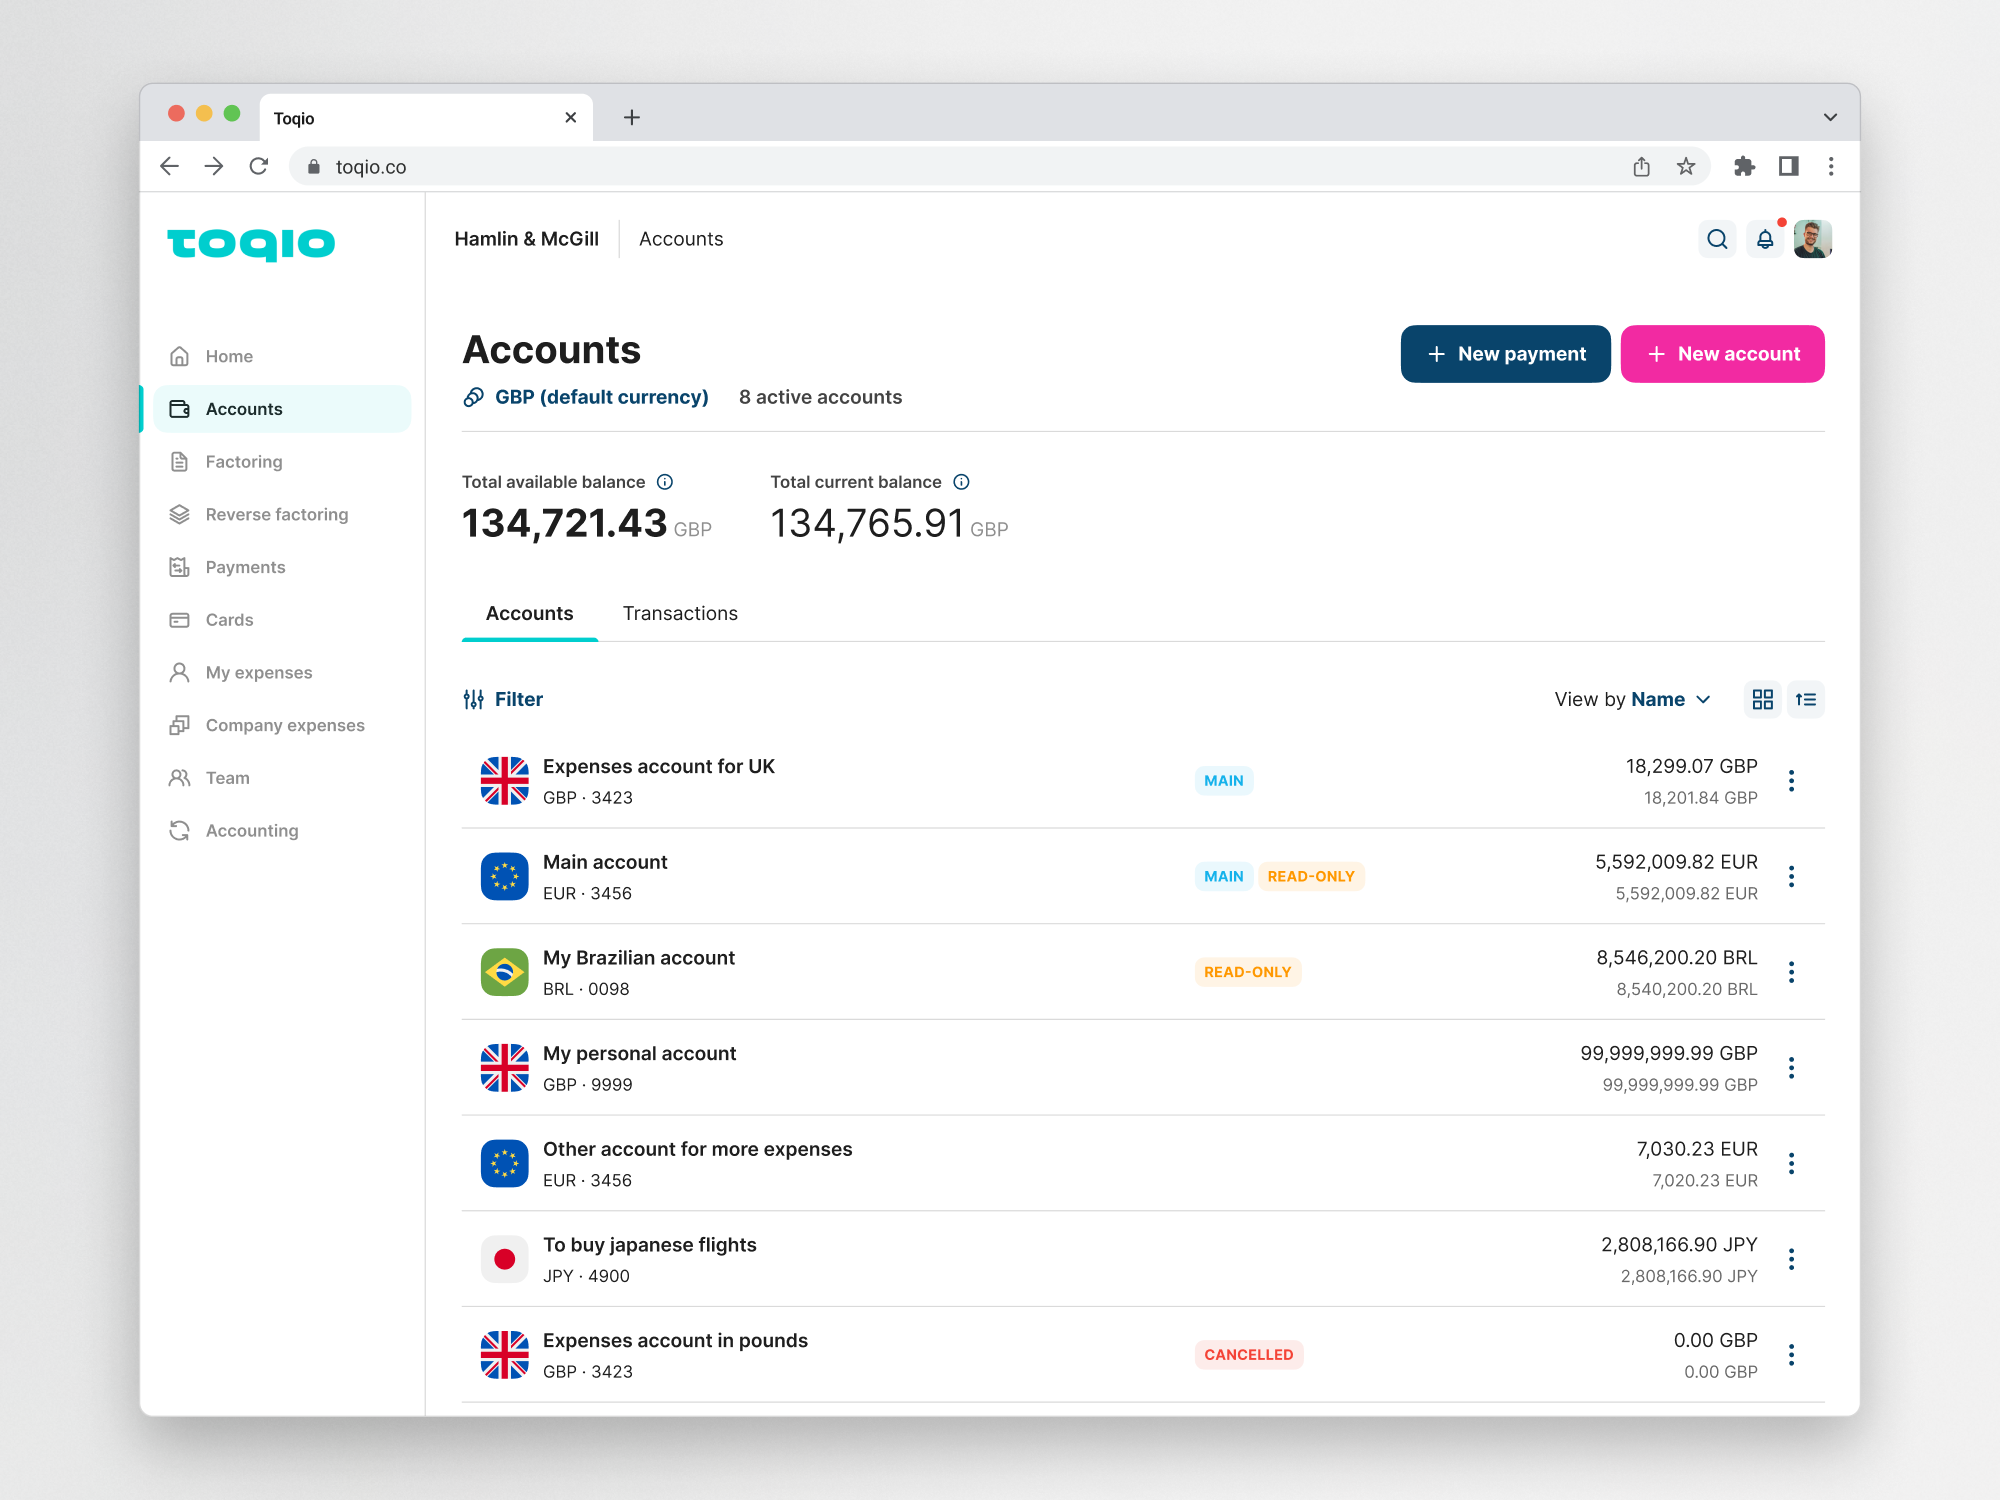 Toqio
toqio.co
toqio
Hamlin & McGill
Accounts
Home
Accounts
Factoring
Reverse factoring
Payments
Cards
My expenses
Company expenses
Team
Accounting
Accounts
New payment
New account
GBP (default currency)
8 active accounts
Total available balance
134,721.43 GBP
Total current balance
134,765.91 GBP
Accounts
Transactions
Filter
View by Name
Expenses account for UK
GBP · 3423
MAIN
18,299.07 GBP
18,201.84 GBP
Main account
EUR · 3456
MAIN
READ-ONLY
5,592,009.82 EUR
5,592,009.82 EUR
My Brazilian account
BRL · 0098
READ-ONLY
8,546,200.20 BRL
8,540,200.20 BRL
My personal account
GBP · 9999
99,999,999.99 GBP
99,999,999.99 GBP
Other account for more expenses
EUR · 3456
7,030.23 EUR
7,020.23 EUR
To buy japanese flights
JPY · 4900
2,808,166.90 JPY
2,808,166.90 JPY
Expenses account in pounds
GBP · 3423
CANCELLED
0.00 GBP
0.00 GBP